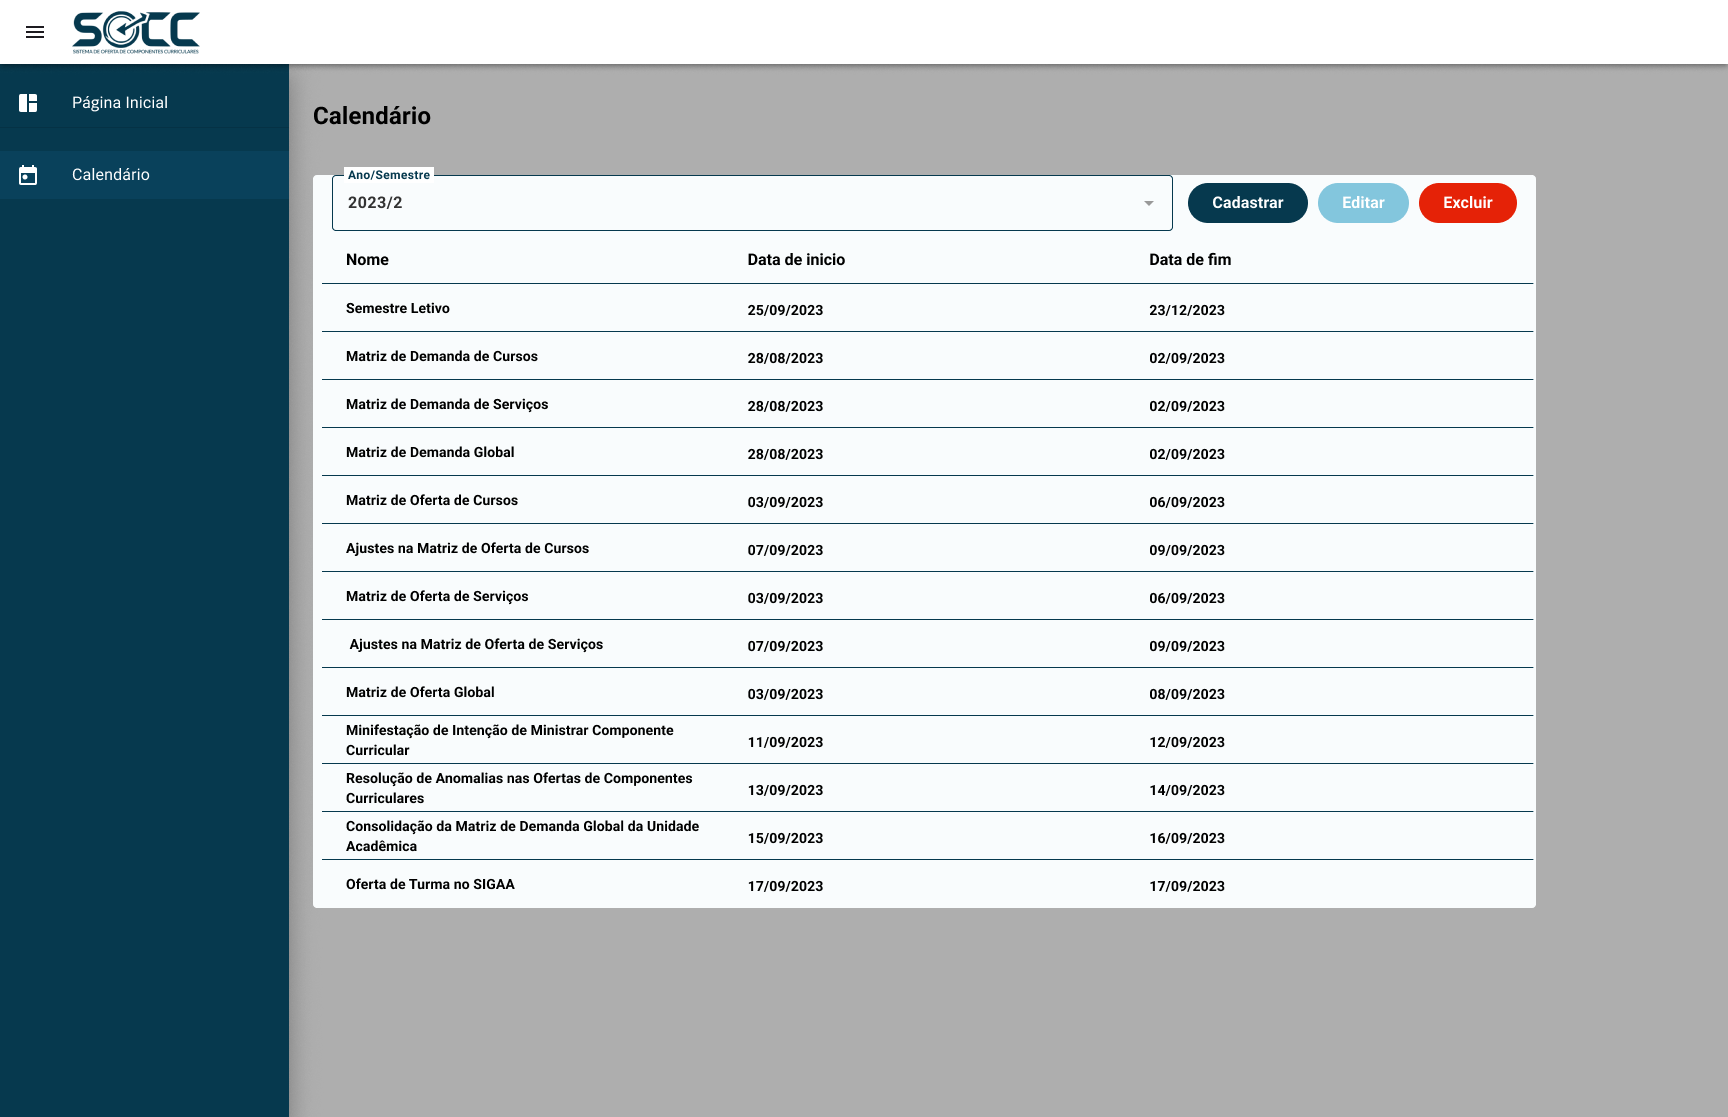 SOCC
SISTEMA DE OFERTA DE COMPONENTES CURRICULARES
Página Inicial
Calendário
Calendário
Ano/Semestre
2023/2
Cadastrar Editar Excluir
Nome Data de inicio Data de fim
Semestre Letivo 25/09/2023 23/12/2023
Matriz de Demanda de Cursos 28/08/2023 02/09/2023
Matriz de Demanda de Serviços 28/08/2023 02/09/2023
Matriz de Demanda Global 28/08/2023 02/09/2023
Matriz de Oferta de Cursos 03/09/2023 06/09/2023
Ajustes na Matriz de Oferta de Cursos 07/09/2023 09/09/2023
Matriz de Oferta de Serviços 03/09/2023 06/09/2023
Ajustes na Matriz de Oferta de Serviços 07/09/2023 09/09/2023
Matriz de Oferta Global 03/09/2023 08/09/2023
Minifestação de Intenção de Ministrar Componente
Curricular 11/09/2023 12/09/2023
Resolução de Anomalias nas Ofertas de Componentes
Curriculares 13/09/2023 14/09/2023
Consolidação da Matriz de Demanda Global da Unidade
Acadêmica 15/09/2023 16/09/2023
Oferta de Turma no SIGAA 17/09/2023 17/09/2023